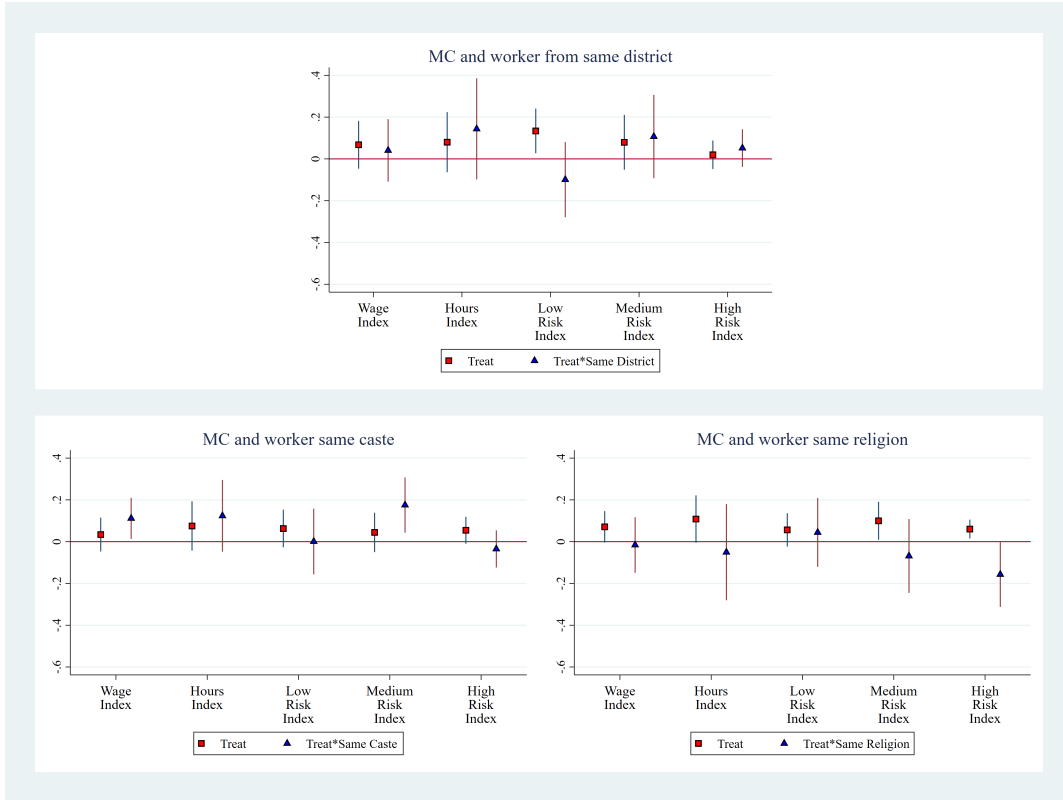 MC and worker from same district
.4
.2
0
-.2
-.4
-.6
Wage
Index
Hours
Index
Low
Risk
Index
Medium
Risk
Index
High
Risk
Index
Treat
Treat*Same District
MC and worker same caste
.4
.2
0
-.2
-.4
-.6
Wage
Index
Hours
Index
Low
Risk
Index
Medium
Risk
Index
High
Risk
Index
Treat
Treat*Same Caste
MC and worker same religion
.4
.2
0
-.2
-.4
-.6
Wage
Index
Hours
Index
Low
Risk
Index
Medium
Risk
Index
High
Risk
Index
Treat
Treat*Same Religion